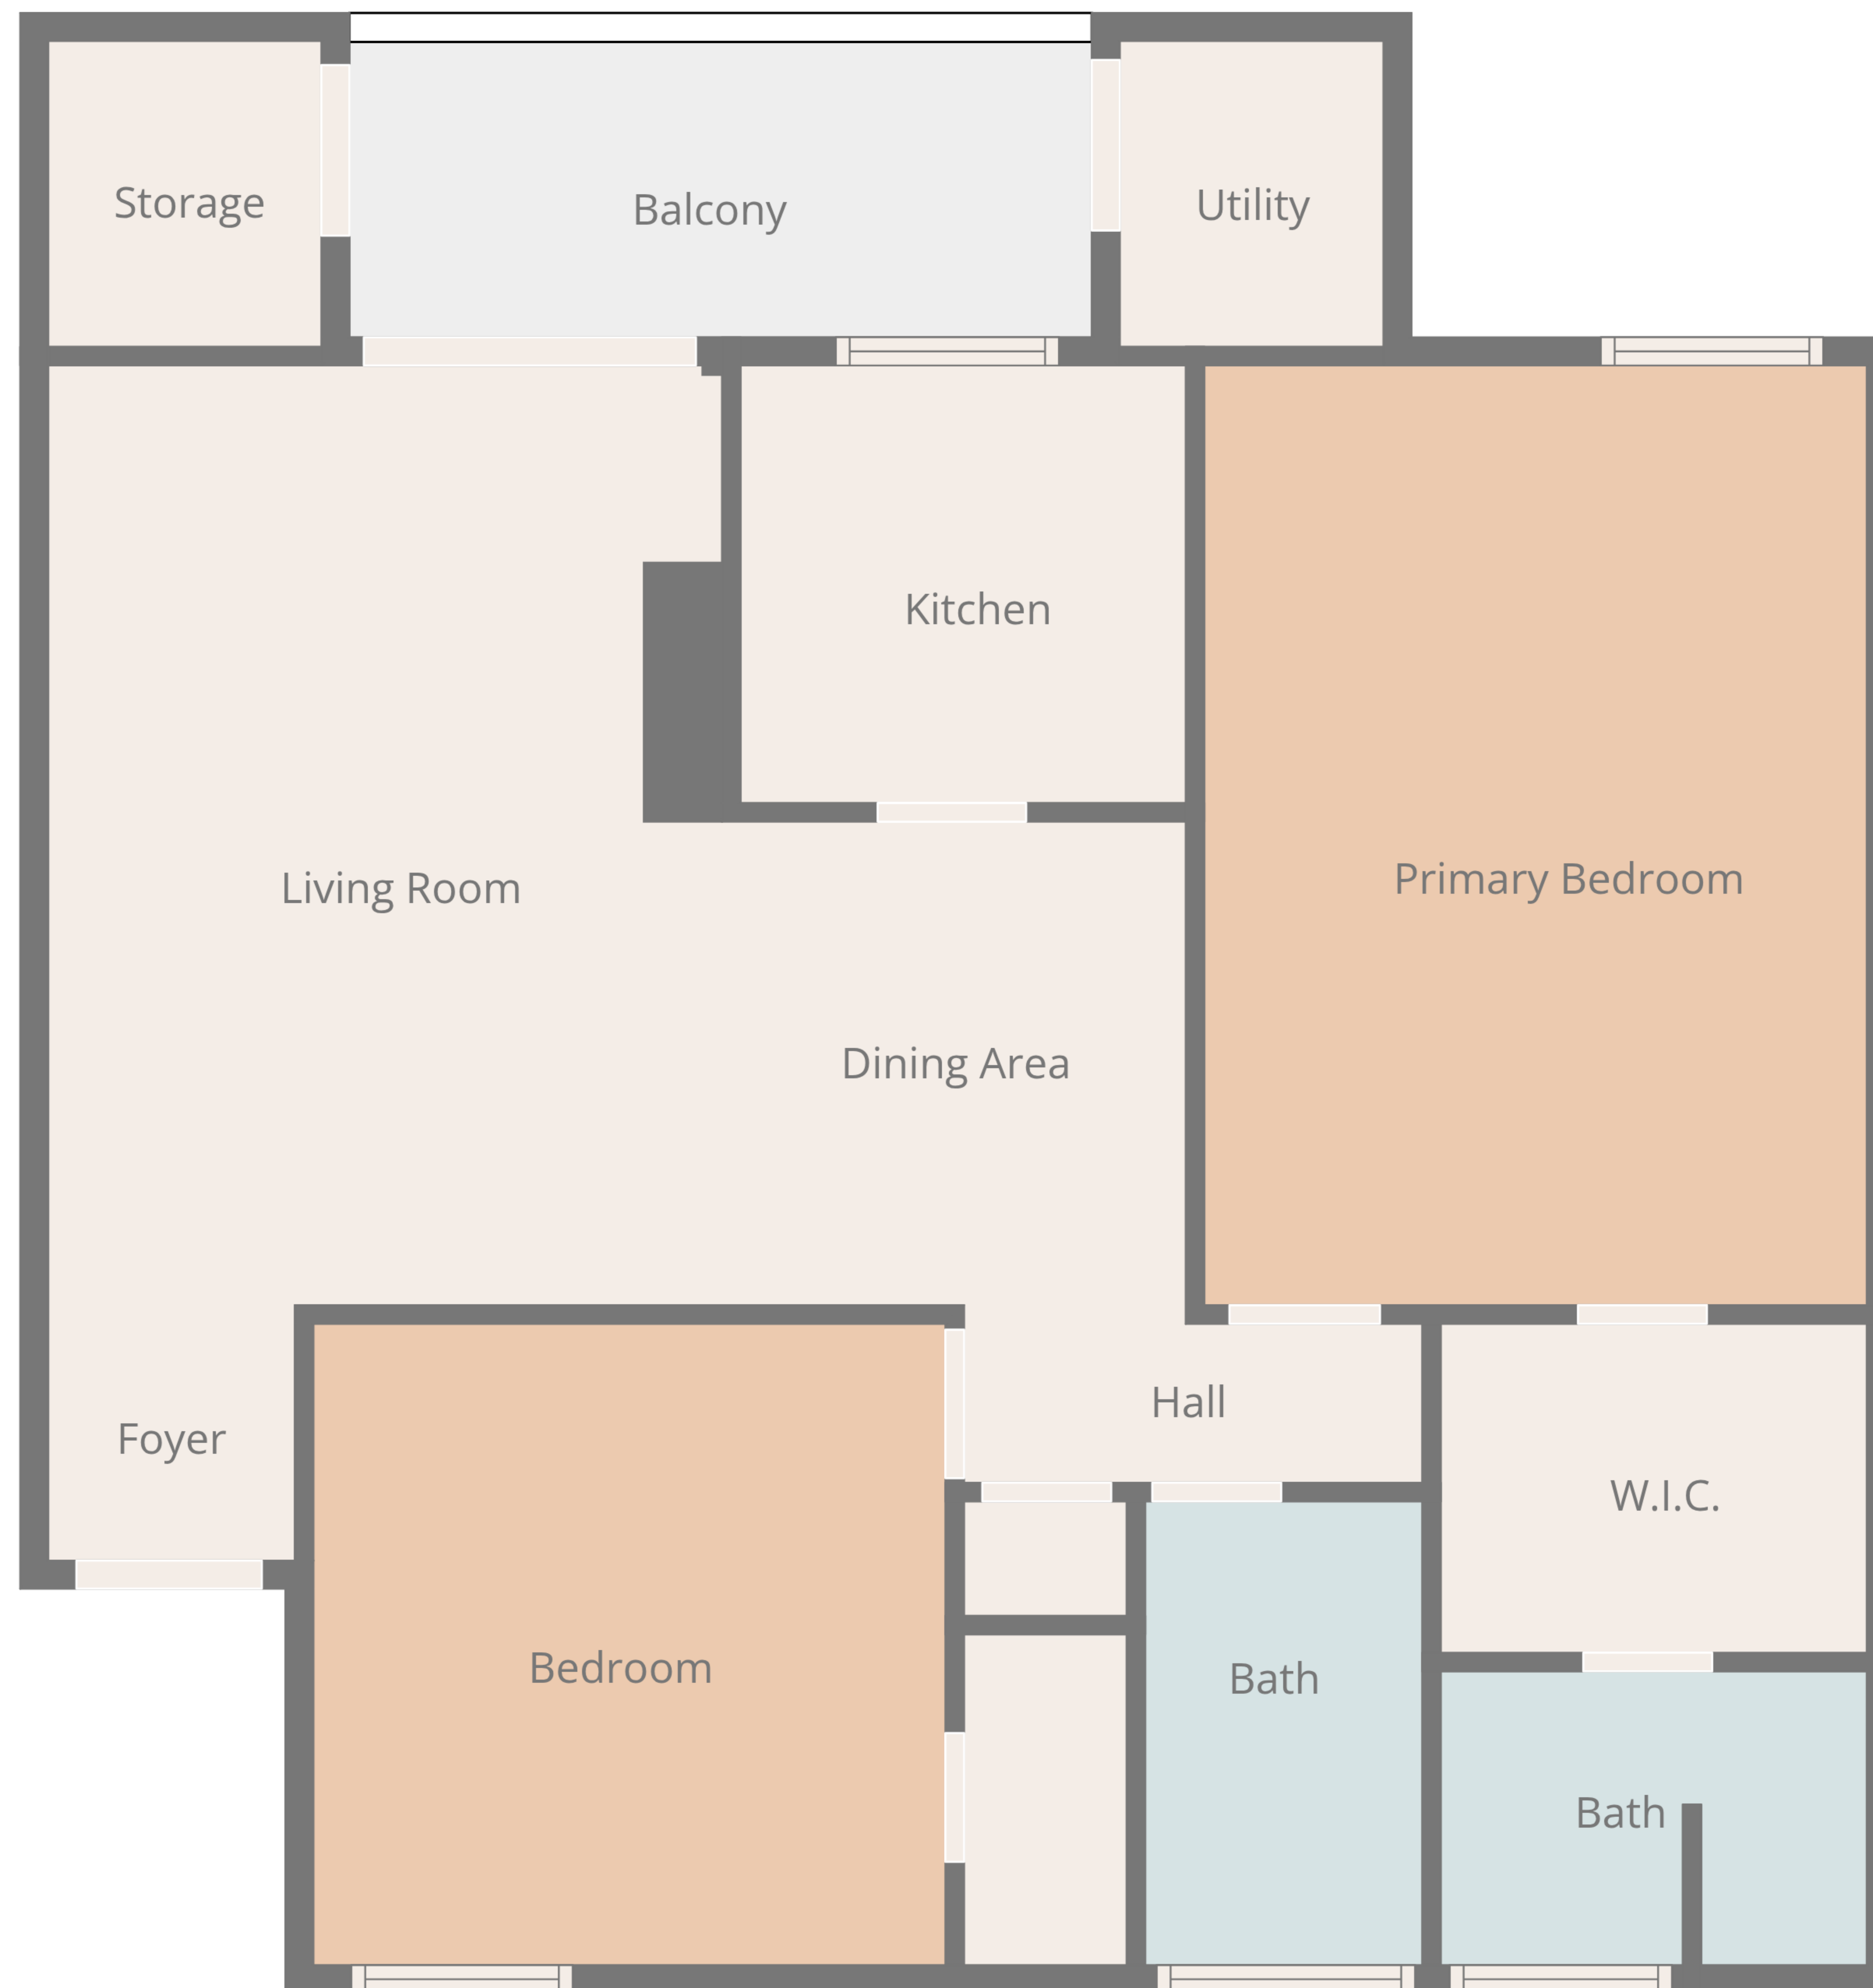 Storage
Balcony
Utility
Kitchen
Living Room
Primary Bedroom
Dining Area
Hall
Foyer
W.I.C.
Bedroom
Bath
Bath